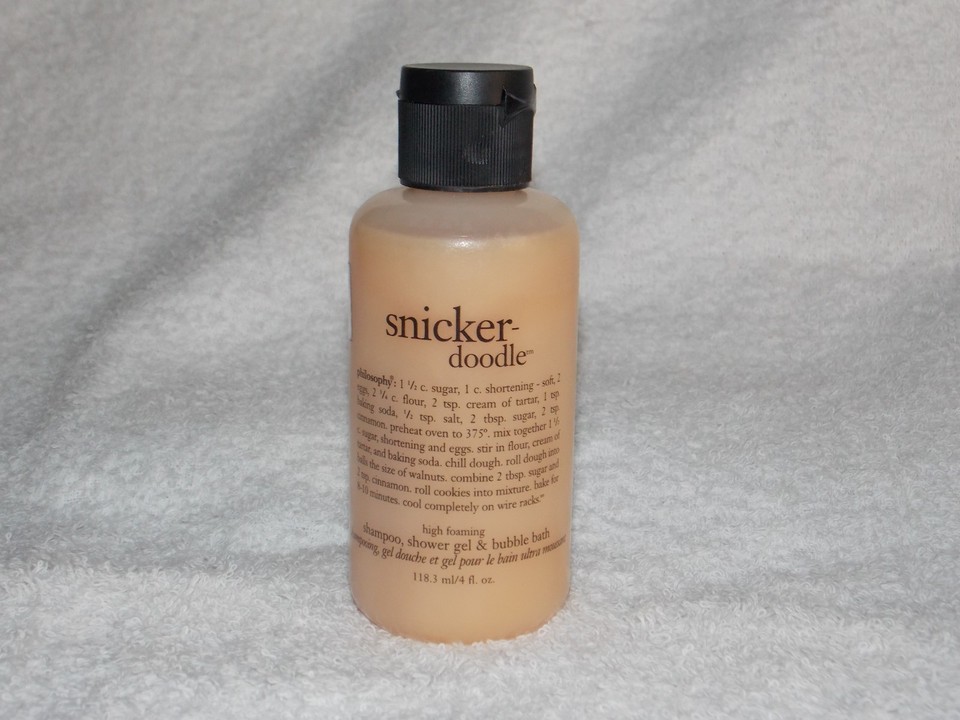 snicker-
doodle™
philosophy®: 1 ½ c. sugar, 1 c. shortening - soft, 2
eggs, 2 ¾ c. flour, 2 tsp. cream of tartar, 1 tsp.
baking soda, ½ tsp. salt, 2 tbsp. sugar, 2 tsp.
cinnamon. preheat oven to 375º. mix together 1 ½
c. sugar, shortening and eggs. stir in flour, cream of
tartar, and baking soda. chill dough. roll dough into
balls the size of walnuts. combine 2 tbsp. sugar and
2 tsp. cinnamon. roll cookies into mixture. bake for
8-10 minutes. cool completely on wire racks.™
high foaming
shampoo, shower gel & bubble bath
gel douche et gel pour le bain ultra moussant
118.3 ml/4 fl. oz.